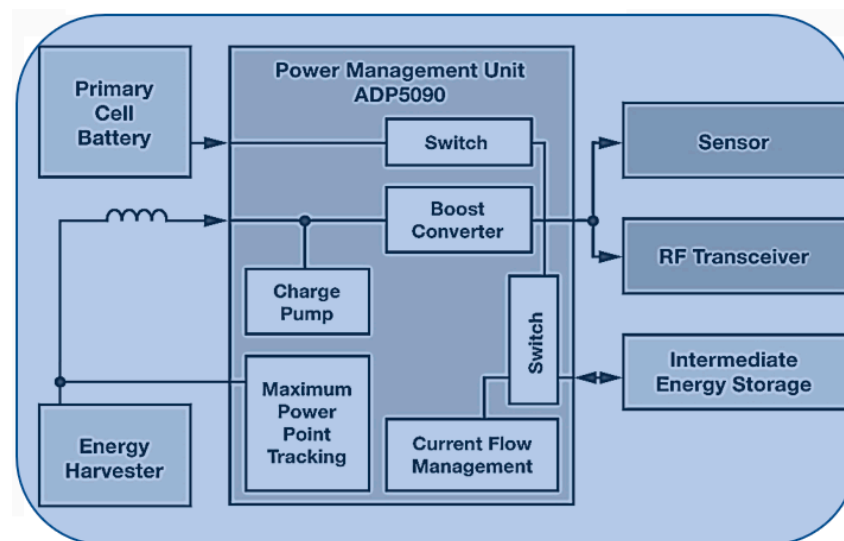 Power Management Unit
ADP5090
Primary
Cell
Battery
Switch
Sensor
Boost
Converter
RF Transceiver
Charge
Pump
Switch
Intermediate
Energy Storage
Maximum
Power
Point
Tracking
Current Flow
Management
Energy
Harvester